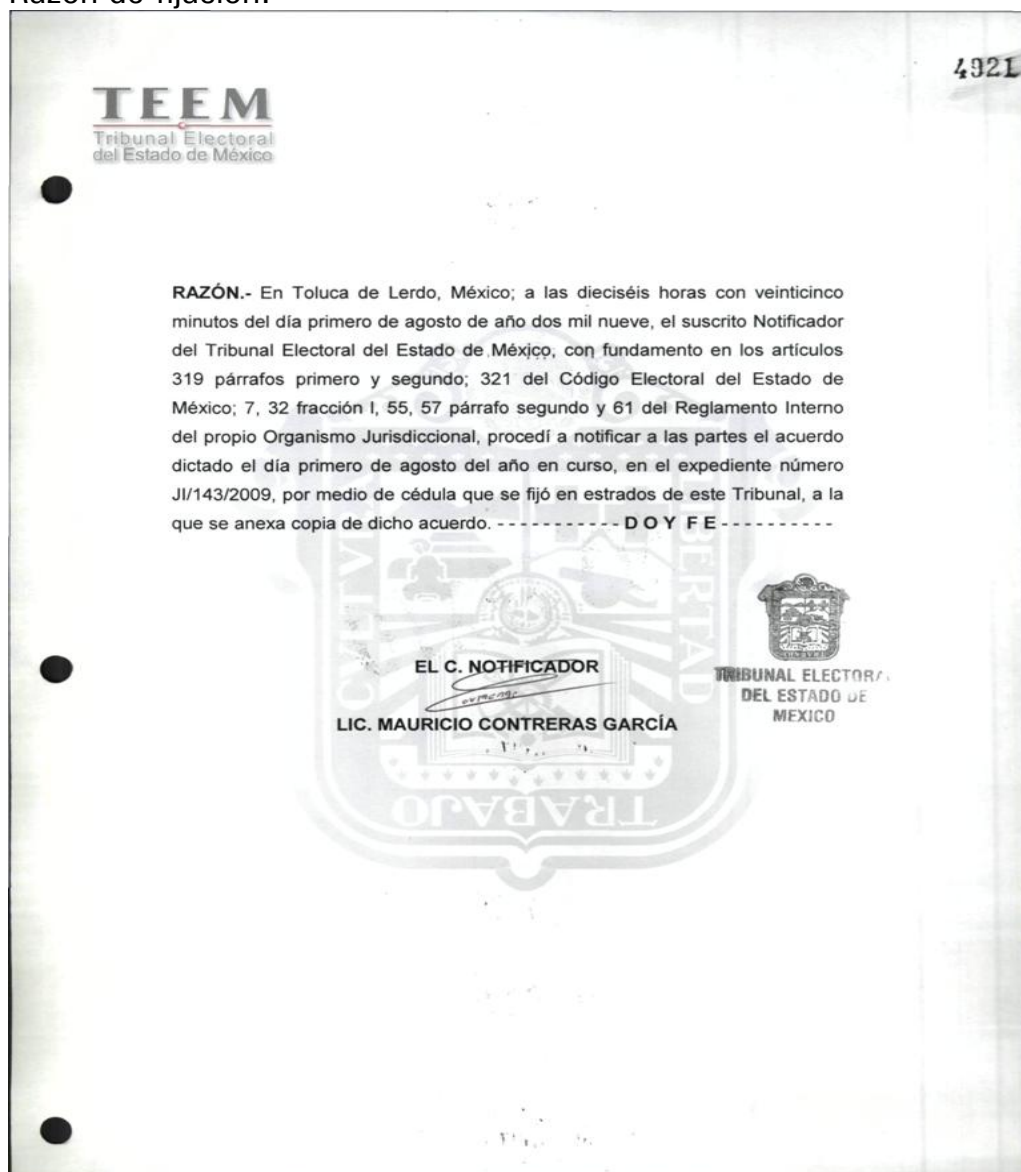 Razón de fijación.
4921
TEEM
Tribunal Electoral
del Estado de México
RAZÓN.- En Toluca de Lerdo, México; a las dieciséis horas con veinticinco
minutos del día primero de agosto de año dos mil nueve, el suscrito Notificador
del Tribunal Electoral del Estado de México, con fundamento en los artículos
319 párrafos primero y segundo; 321 del Código Electoral del Estado de
México; 7, 32 fracción I, 55, 57 párrafo segundo y 61 del Reglamento Interno
del propio Organismo Jurisdiccional, procedí a notificar a las partes el acuerdo
dictado el día primero de agosto del año en curso, en el expediente número
JI/143/2009, por medio de cédula que se fijó en estrados de este Tribunal, a la
que se anexa copia de dicho acuerdo. - - - - - - - - - - - D O Y  F E - - - - - - - - - -
CULTURA
LIBERTAD
TRABAJO
EL C. NOTIFICADOR
LIC. MAURICIO CONTRERAS GARCÍA
TRIBUNAL ELECTORA
DEL ESTADO DE
MEXICO